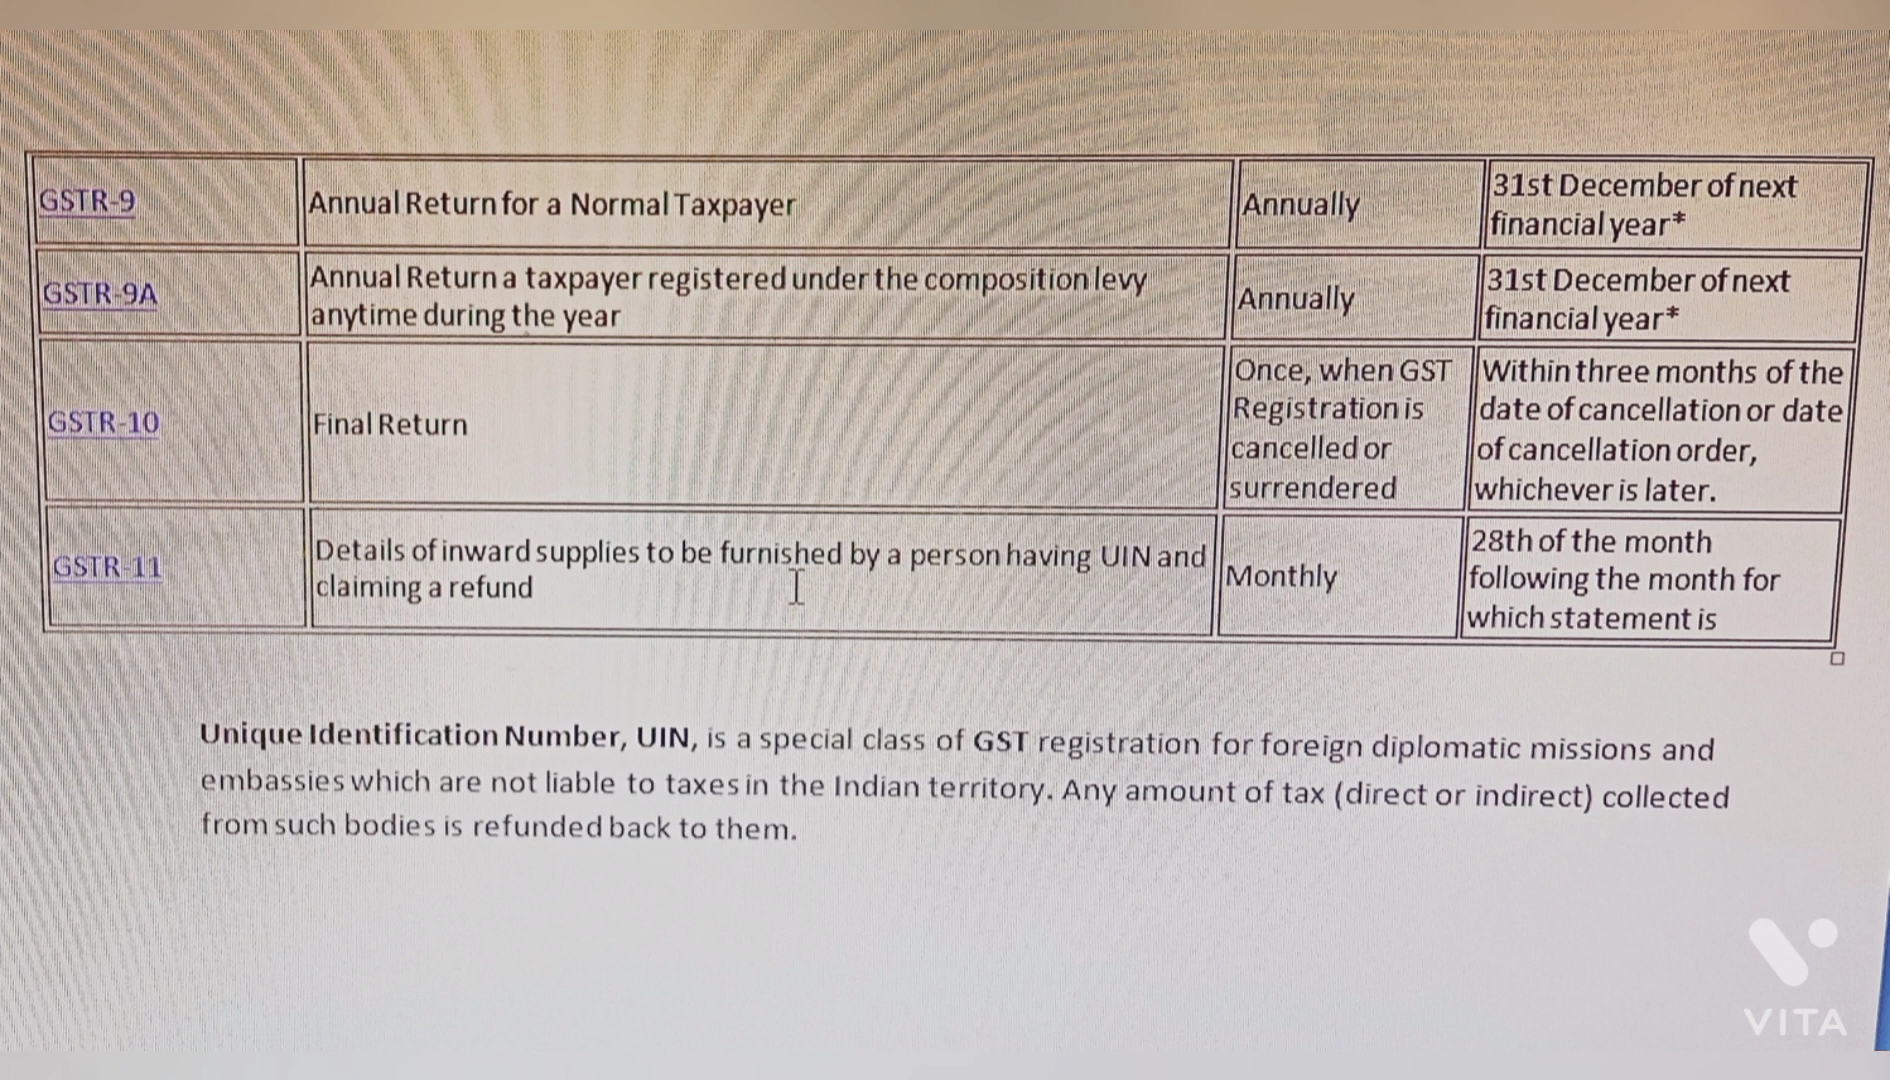 GSTR-9
Annual Return for a Normal Taxpayer
Annually
31st December of next
financial year*
GSTR-9A
Annual Return a taxpayer registered under the composition levy
anytime during the year
Annually
31st December of next
financial year*
GSTR-10
Final Return
Once, when GST
Registration is
cancelled or
surrendered
Within three months of the
date of cancellation or date
of cancellation order,
whichever is later.
GSTR-11
Details of inward supplies to be furnished by a person having UIN and
claiming a refund
Monthly
28th of the month
following the month for
which statement is
Unique Identification Number, UIN, is a special class of GST registration for foreign diplomatic missions and
embassies which are not liable to taxes in the Indian territory. Any amount of tax (direct or indirect) collected
from such bodies is refunded back to them.
VITA